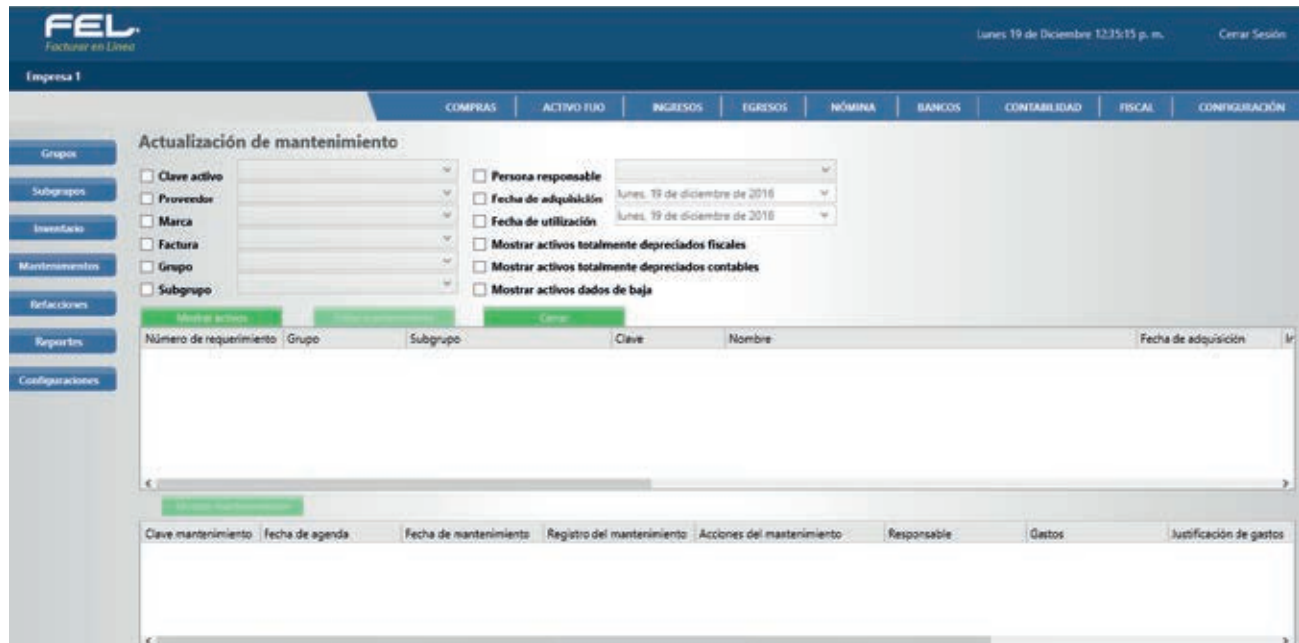 FEL
Facturar en Línea
Lunes 19 de Diciembre 12:35:15 p. m.
Cerrar Sesión
Empresa 1
COMPRAS
ACTIVO FIJO
INGRESOS
EGRESOS
NÓMINA
BANCOS
CONTABILIDAD
FISCAL
CONFIGURACIÓN
Grupos
Subgrupos
Inventario
Mantenimientos
Refacciones
Reportes
Configuraciones
Actualización de mantenimiento
Clave activo
Proveedor
Marca
Factura
Grupo
Subgrupo
Persona responsable
Fecha de adquisición
lunes, 19 de diciembre de 2016
Fecha de utilización
lunes, 19 de diciembre de 2016
Mostrar activos totalmente depreciados fiscales
Mostrar activos totalmente depreciados contables
Mostrar activos dados de baja
Mostrar activos
Cerrar
Número de requerimiento Grupo Subgrupo Clave Nombre Fecha de adquisición
Clave mantenimiento Fecha de agenda Fecha de mantenimiento Registro del mantenimiento Acciones del mantenimiento Responsable Gastos Justificación de gastos